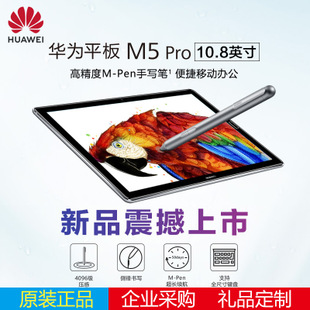 HUAWEI
华为平板 M5 Pro 10.8英寸
高精度M-Pen手写笔¹ 便捷移动办公
新品震撼上市
4096级
压感
侧锋书写
M-Pen
超长续航
支持
全尺寸键盘
原装正品
企业采购
礼品定制